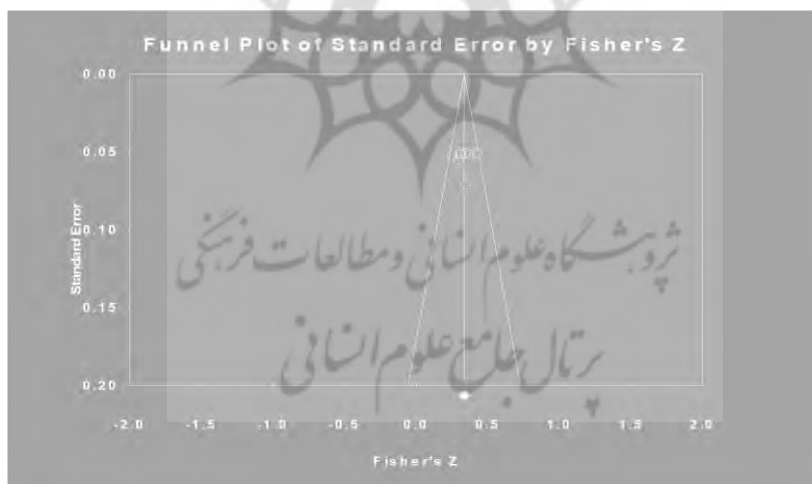 Funnel Plot of Standard Error by Fisher's Z
0.00
0.05
0.10
0.15
0.20
Standard Error
پژوهشگاه علوم انسانی و مطالعات فرهنگی
پرتال جامع علوم انسانی
-2.0 -1.5 -1.0 -0.5 0.0 0.5 1.0 1.5 2.0
Fisher's Z